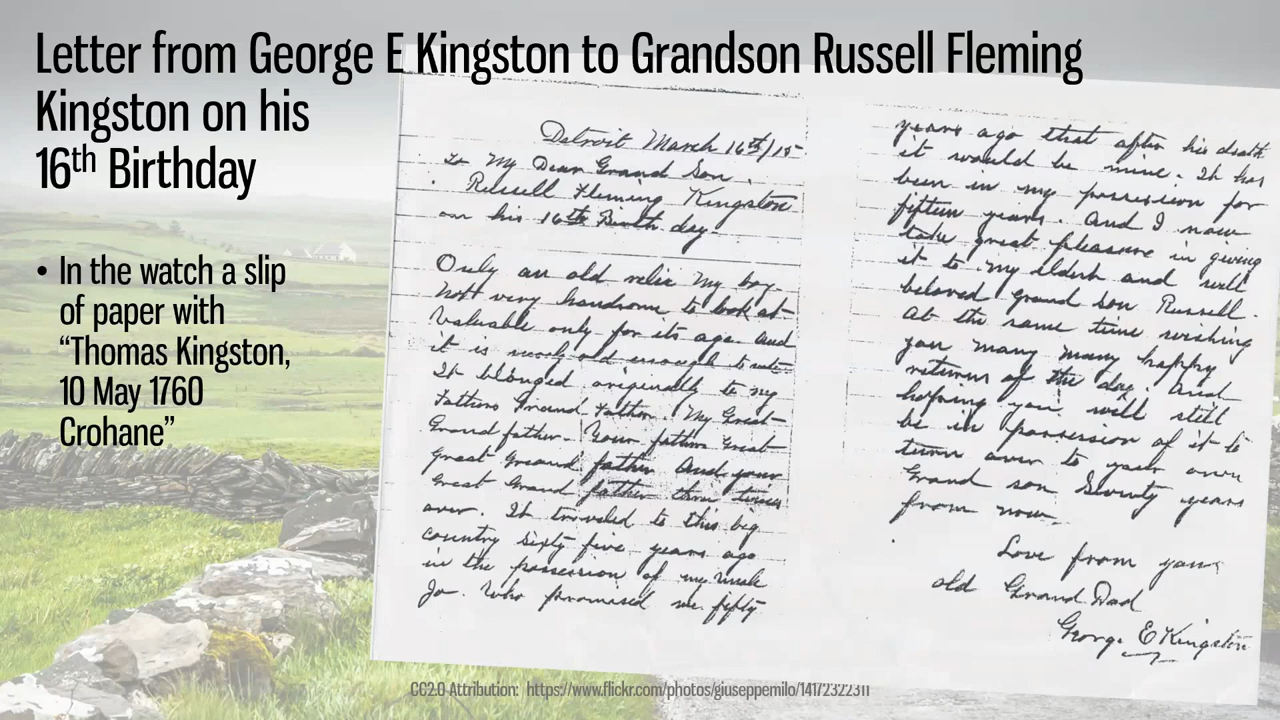 Letter from George E Kingston to Grandson Russell Fleming
Kingston on his
16th Birthday
• In the watch a slip
of paper with
“Thomas Kingston,
10 May 1760
Crohane”
Detroit March 16th/15
To My Dear Grand Son.
Russell Fleming Kingston
on his 16th Birth day
Only an old relic my boy
Not very handsome to look at
Valuable only for its age And
it is surely old enough to
It blonged originally to my
Fathers Grand Father. My Great
Grand father. Your father Great
great Greand father And your
Great Grand father three times
over. It traveled to this big
country Sixty five years ago
in the possession of my Uncle
Jo. Who promised me fifty
years ago that after his death
it would be mine. It has
been in my possession for
fifteen years. And I now
take great pleasure in giving
it to my eldest and well
beloved grand son Russell.
At the same time wishing
you many many happy
returns of the day. And
hoping you will still
be in possession of it to
turn over to your own
Grand son Seventy years
from now.
Love from your
old Grand Dad
George E Kingston
CC2.0 Attribution: https://www.flickr.com/photos/giuseppemilo/14172322311